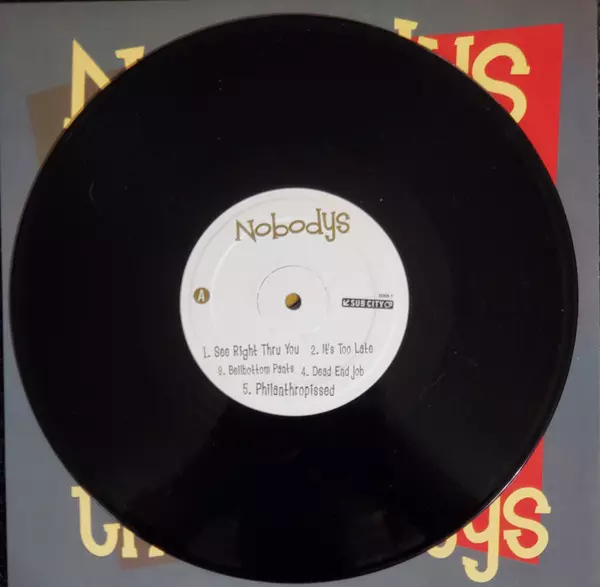 Nobodys
A
SUB CITY
1. See Right Thru You 2. It's Too Late
3. Bellbottom Pants 4. Dead End Job
5. Philanthropissed